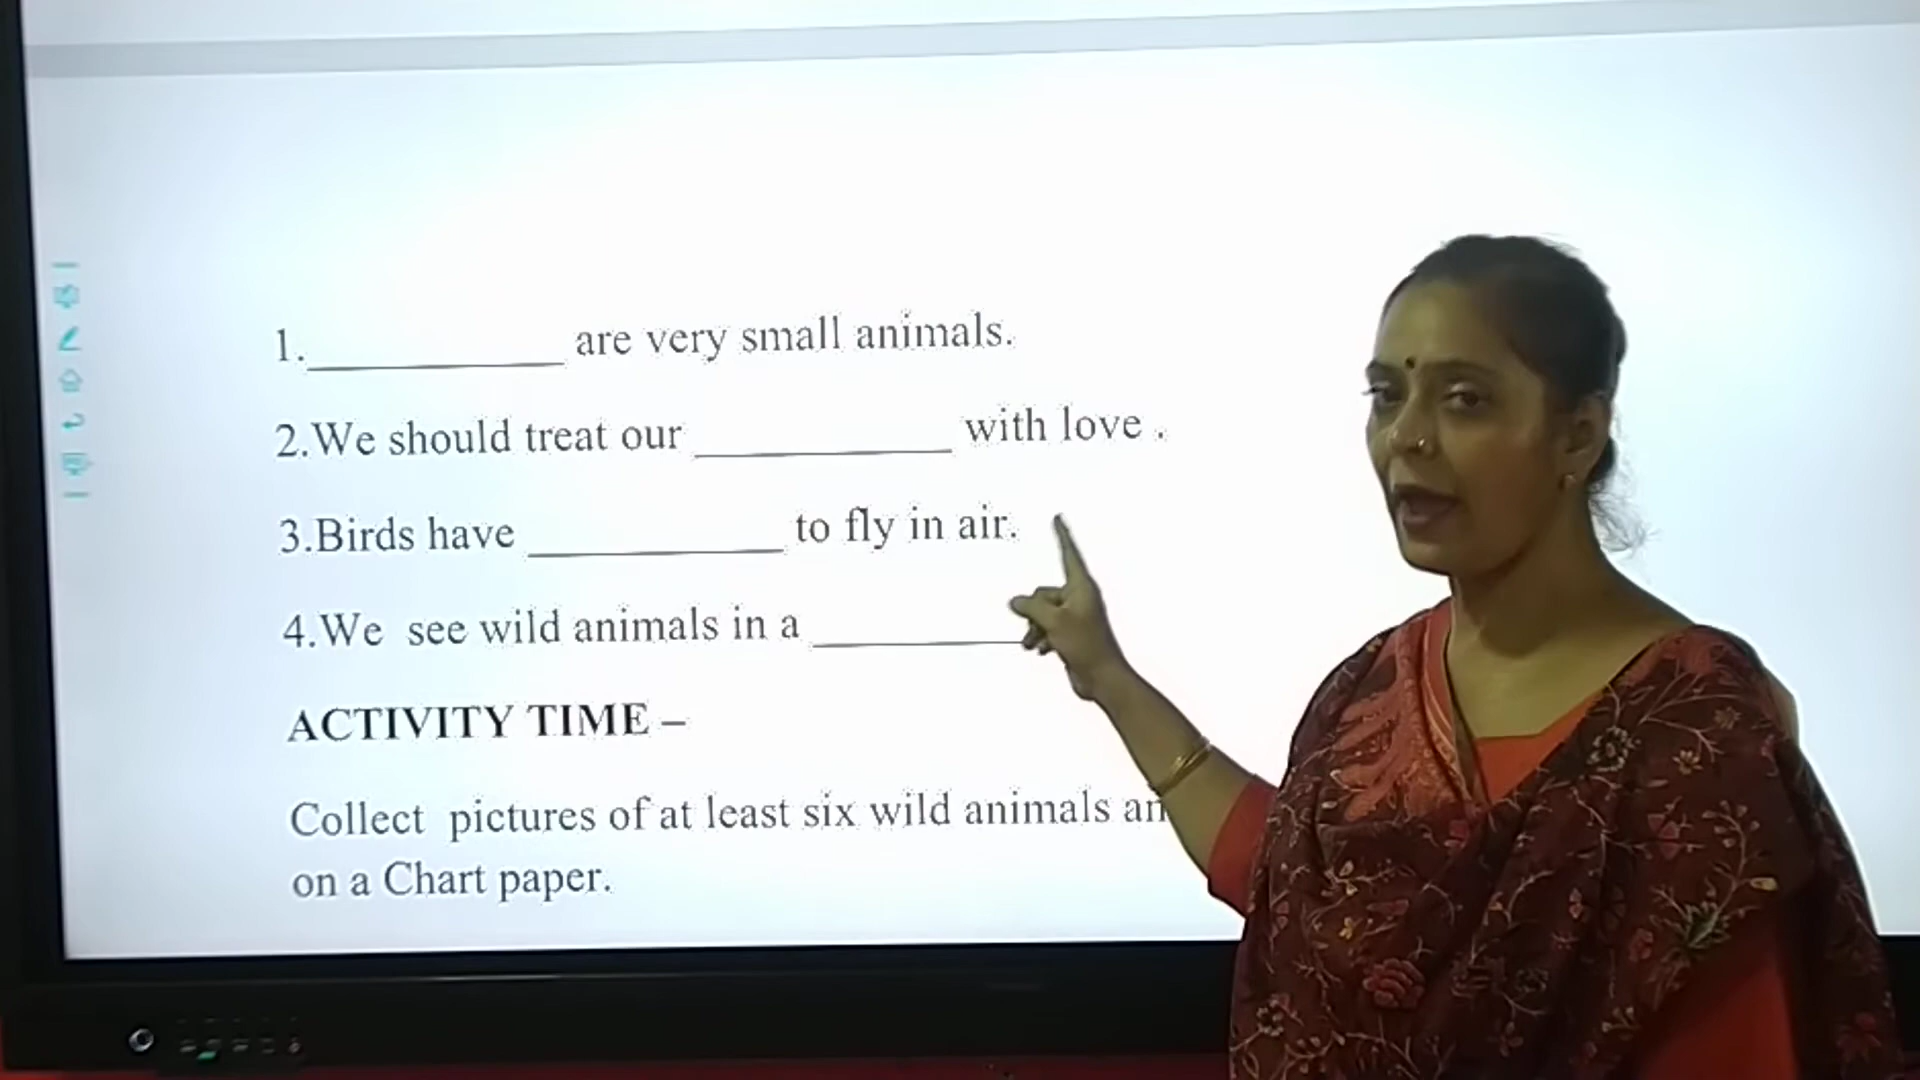 1.____________ are very small animals.
2.We should treat our ____________ with love .
3.Birds have ____________ to fly in air.
4.We see wild animals in a __________
ACTIVITY TIME –
Collect pictures of at least six wild animals
on a Chart paper.